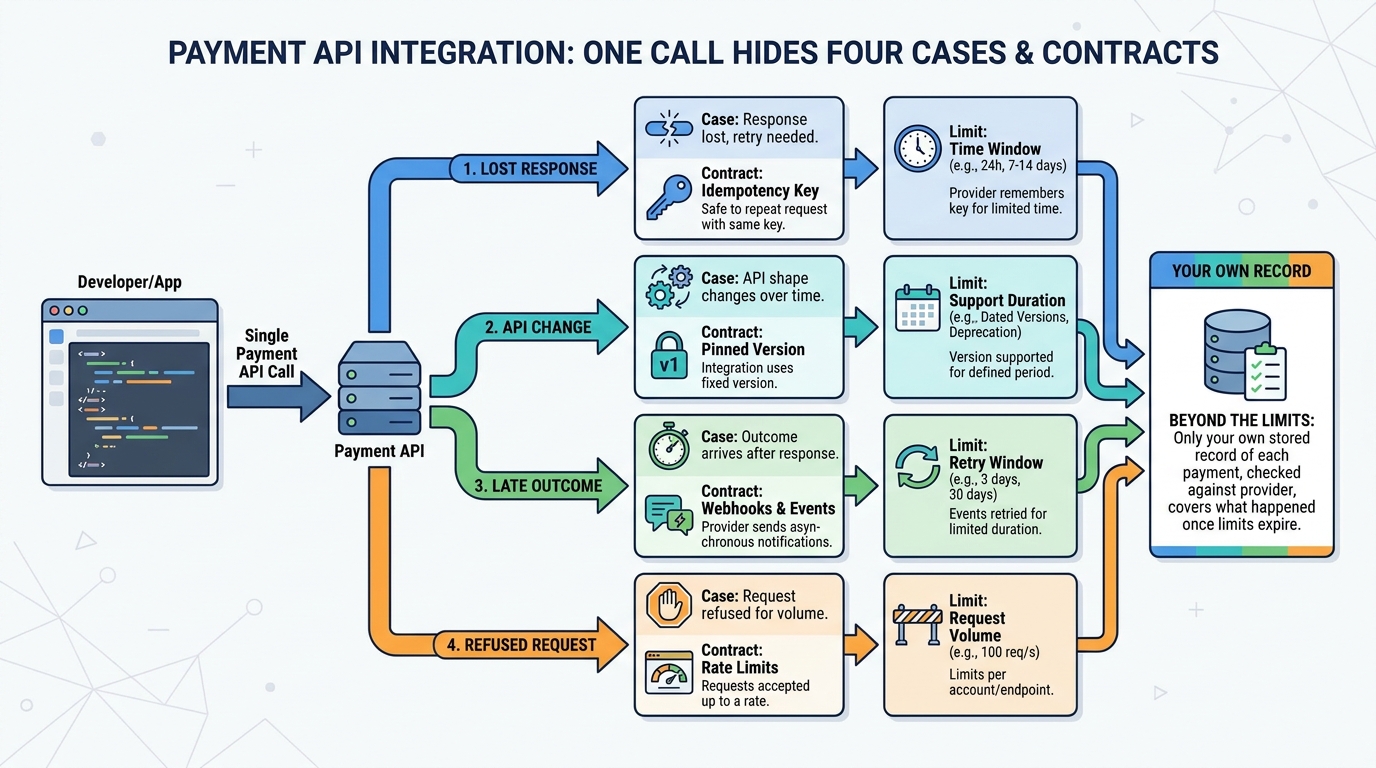 PAYMENT API INTEGRATION: ONE CALL HIDES FOUR CASES & CONTRACTS
Developer/App
Single
Payment
API Call
Payment API
1. LOST RESPONSE
Case: Response
lost, retry needed.
Contract:
Idempotency Key
Safe to repeat request
with same key.
Limit:
Time Window
(e.g., 24h, 7-14 days)
Provider remembers
key for limited time.
2. API CHANGE
Case: API shape
changes over time.
v1
Contract:
Pinned Version
Integration uses
fixed version.
Limit:
Support Duration
(e.g., Dated Versions,
Deprecation)
Version supported
for defined period.
3. LATE OUTCOME
Case: Outcome
arrives after response.
Contract:
Webhooks & Events
Provider sends asyn-
chronous notifications.
Limit:
Retry Window
(e.g., 3 days,
30 days)
Events retried for
limited duration.
4. REFUSED REQUEST
Case: Request
refused for volume.
Contract:
Rate Limits
Requests accepted
up to a rate.
Limit:
Request
Volume
(e.g., 100 req/s)
Limits per
account/endpoint.
YOUR OWN RECORD
BEYOND THE LIMITS:
Only your own stored
record of each
payment, checked
against provider,
covers what happened
once limits expire.